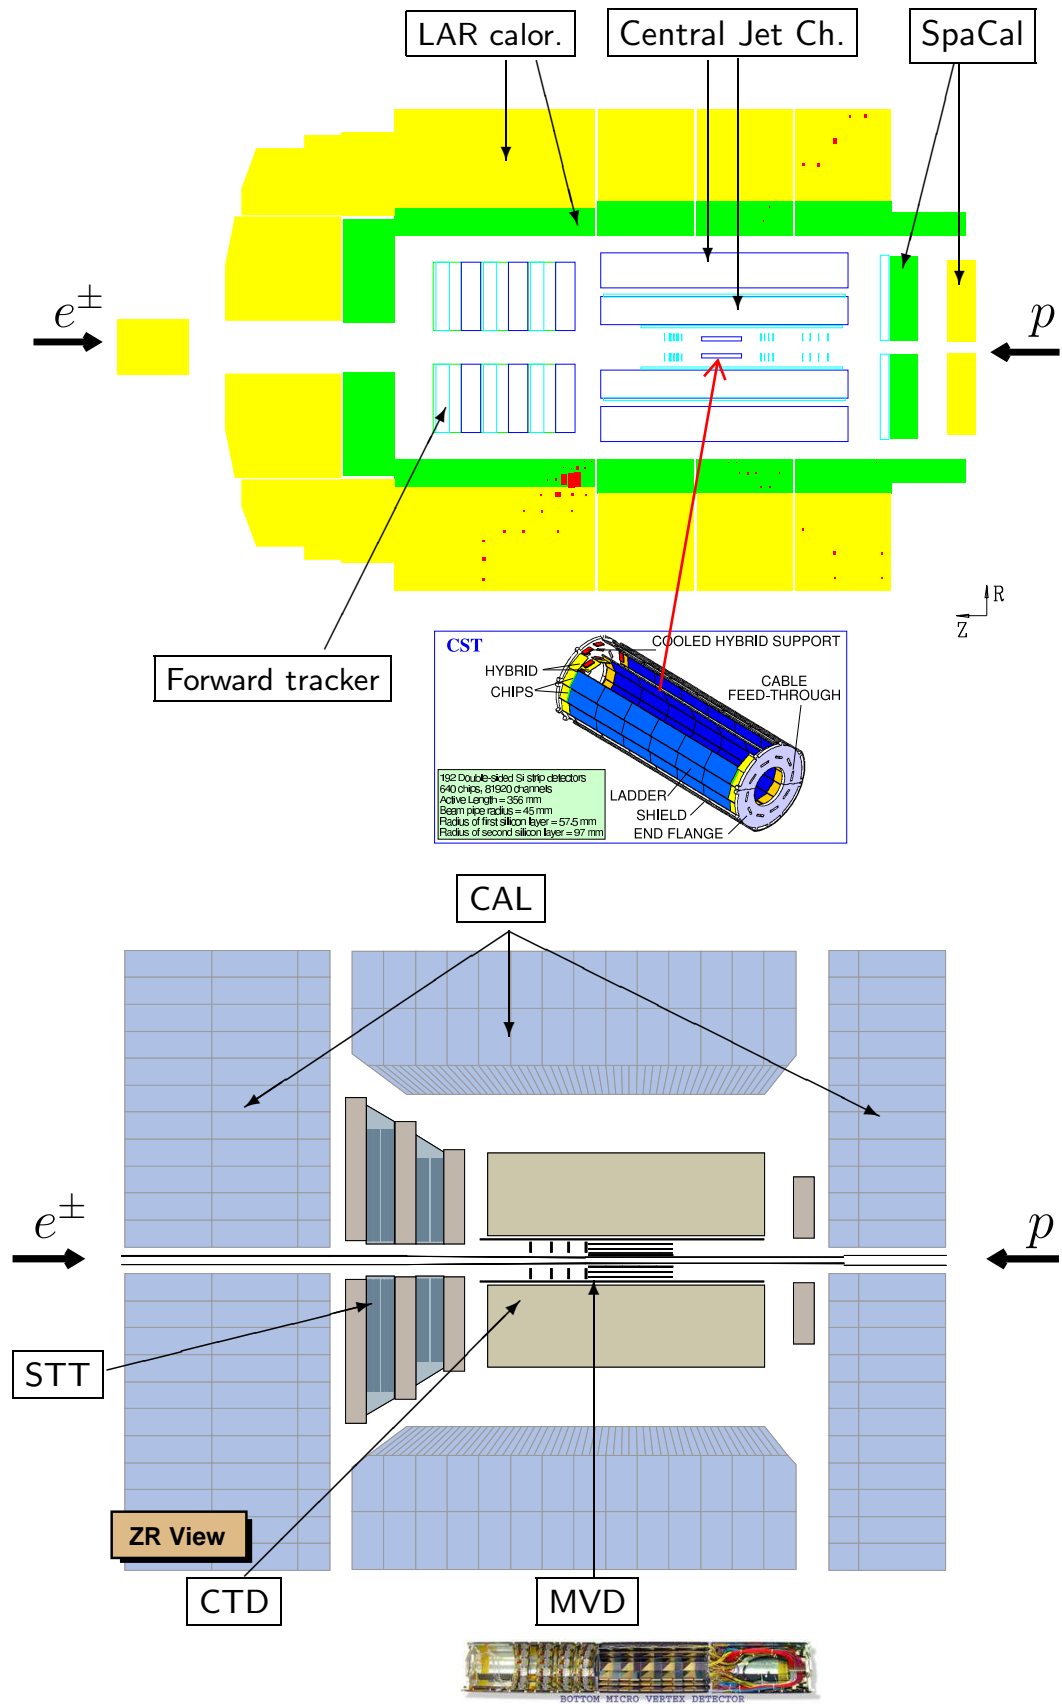 LAR calor.
Central Jet Ch.
SpaCal
e±
p
R
Z
Forward tracker
CST
COOLED HYBRID SUPPORT
HYBRID
CHIPS
CABLE
FEED-THROUGH
192 Double-sided Si strip detectors
640 chips, 81920 channels
Active Length = 356 mm
Beam pipe radius = 45 mm
Radius of first silicon layer = 57.5 mm
Radius of second silicon layer = 97 mm
LADDER
SHIELD
END FLANGE
CAL
e±
p
STT
ZR View
CTD
MVD
BOTTOM MICRO VERTEX DETECTOR